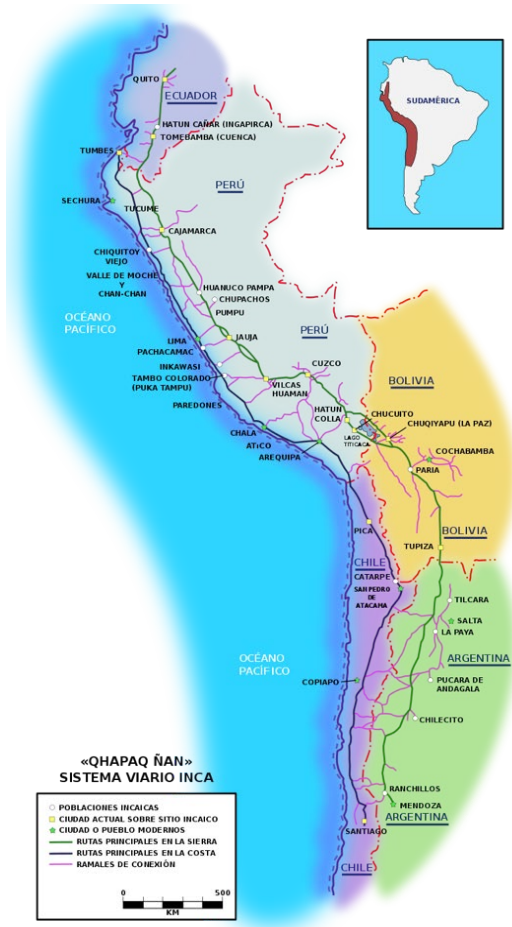 QUITO
ECUADOR
HATUN CAÑAR (INGAPIRCA)
TOMEBAMBA (CUENCA)
TUMBES
SECHURA
TUCUME
PERÚ
CAJAMARCA
CHIQUITOY
VIEJO
VALLE DE MOCHE
Y
CHAN-CHAN
HUANUCO PAMPA
CHUPACHOS
PUMPU
OCÉANO
PACÍFICO
LIMA
PACHACAMAC
JAUJA
PERÚ
INKAWASI
TAMBO COLORADO
(PUKA TAMPU)
CUZCO
VILCAS
HUAMAN
PAREDONES
BOLIVIA
HATUN
COLLA
CHUCUITO
CHUQIYAPU (LA PAZ)
LAGO
TITICACA
CHALA
ATICO
AREQUIPA
COCHABAMBA
PARIA
PICA
BOLIVIA
TUPIZA
CHILE
CATARPE
SAN PEDRO
DE
ATACAMA
TILCARA
SALTA
LA PAYA
ARGENTINA
OCÉANO
PACÍFICO
COPIAPO
PUCARA DE
ANDAGALA
CHILECITO
RANCHILLOS
MENDOZA
ARGENTINA
SANTIAGO
CHILE
SUDAMÉRICA
«QHAPAQ ÑAN»
SISTEMA VIARIO INCA
POBLACIONES INCAICAS
CIUDAD ACTUAL SOBRE SITIO INCAICO
CIUDAD O PUEBLO MODERNOS
RUTAS PRINCIPALES EN LA SIERRA
RUTAS PRINCIPALES EN LA COSTA
RAMALES DE CONEXIÒN
0 500
KM